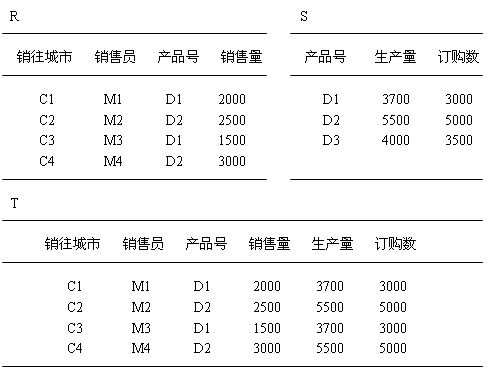 R S
销往城市 销售员 产品号 销售量 产品号 生产量 订购数
C1 M1 D1 2000 D1 3700 3000
C2 M2 D2 2500 D2 5500 5000
C3 M3 D1 1500 D3 4000 3500
C4 M4 D2 3000
T
销往城市 销售员 产品号 销售量 生产量 订购数
C1 M1 D1 2000 3700 3000
C2 M2 D2 2500 5500 5000
C3 M3 D1 1500 3700 3000
C4 M4 D2 3000 5500 5000